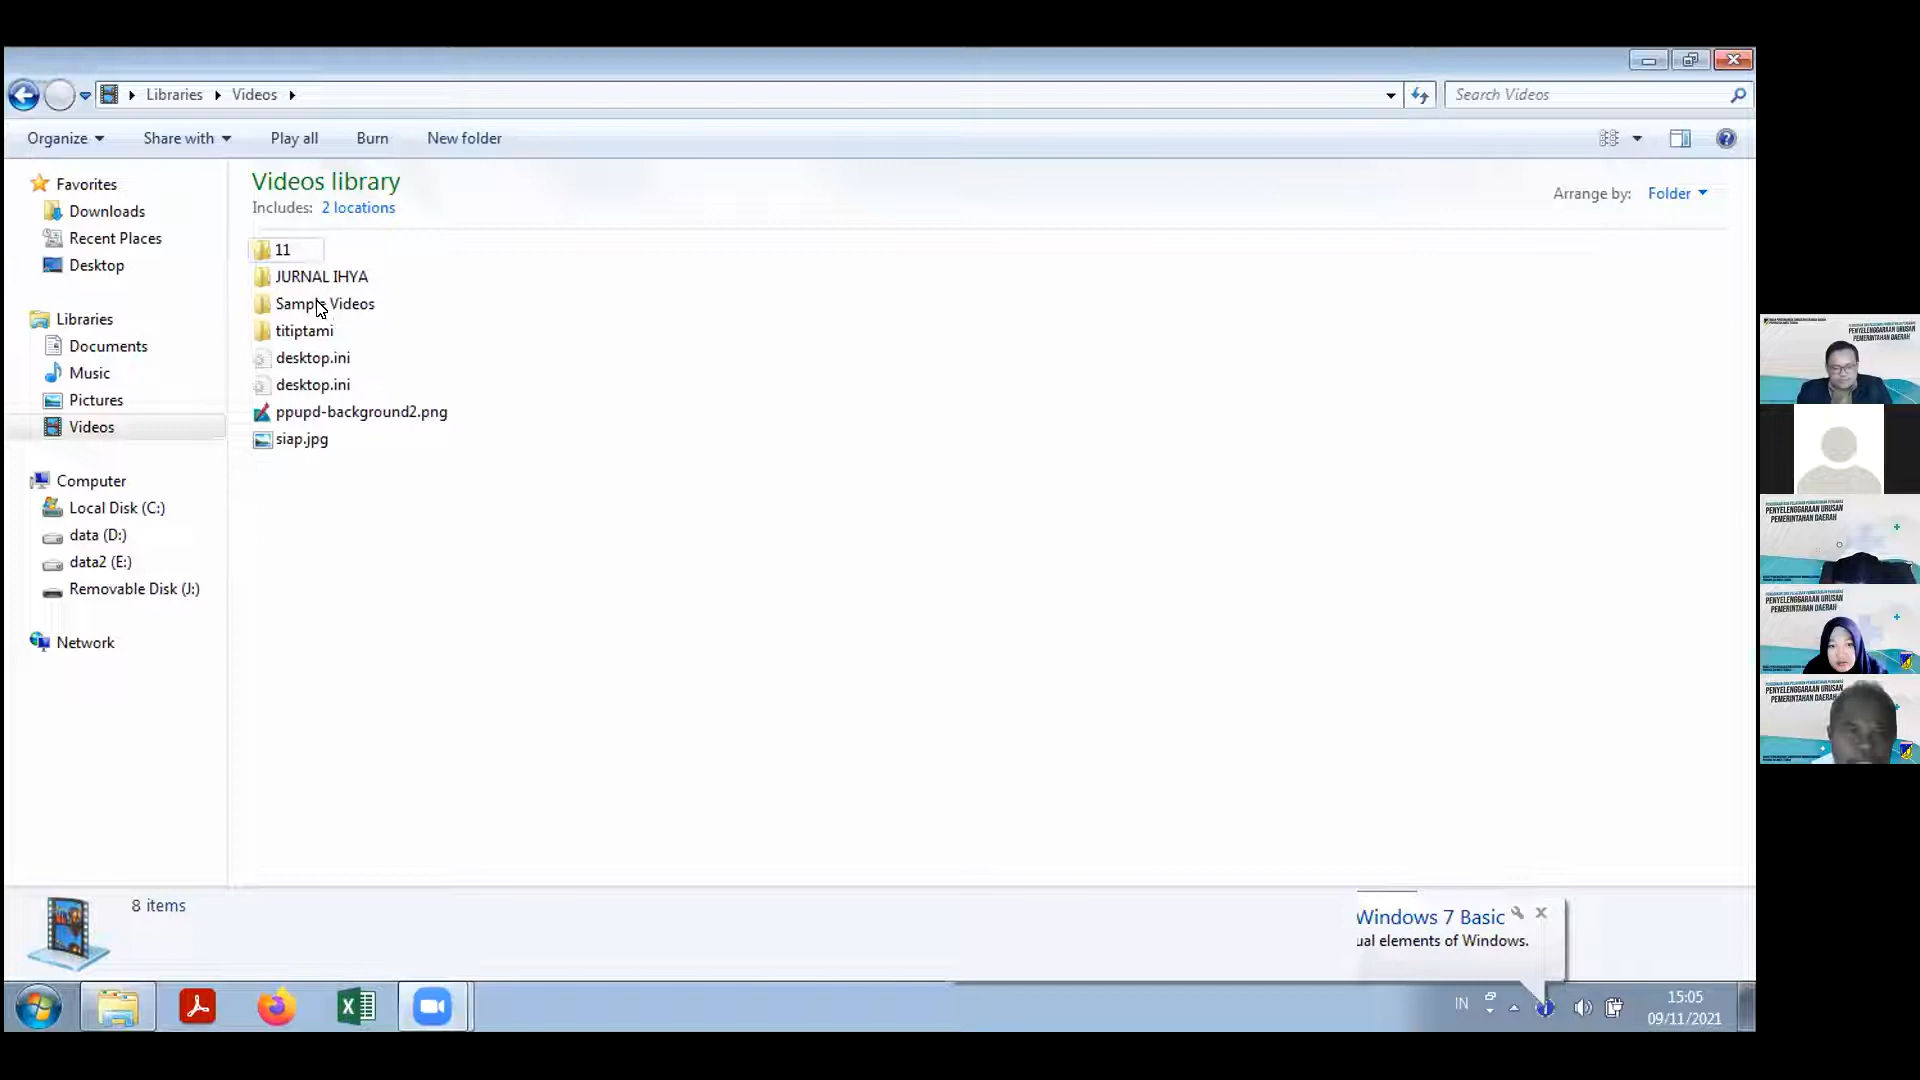 Libraries Videos
Search Videos
Organize Share with Play all Burn New folder
Favorites
Downloads
Recent Places
Desktop
Libraries
Documents
Music
Pictures
Videos
Computer
Local Disk (C:)
data (D:)
data2 (E:)
Removable Disk (J:)
Network
Videos library
Includes: 2 locations
Arrange by: Folder
11
JURNAL IHYA
Sample Videos
titiptami
desktop.ini
desktop.ini
ppupd-background2.png
siap.jpg
8 items
Windows 7 Basic
ual elements of Windows.
IN
15:05
09/11/2021
PENYELENGGARAAN URUSAN
PEMERINTAHAN DAERAH
PENYELENGGARAAN URUSAN
PEMERINTAHAN DAERAH
PENYELENGGARAAN URUSAN
PEMERINTAHAN DAERAH
PENYELENGGARAAN URUSAN
PEMERINTAHAN DAERAH